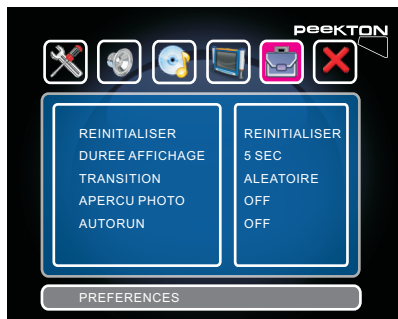 PEEKTON
REINITIALISER REINITIALISER
DUREE AFFICHAGE 5 SEC
TRANSITION ALEATOIRE
APERCU PHOTO OFF
AUTORUN OFF
PREFERENCES